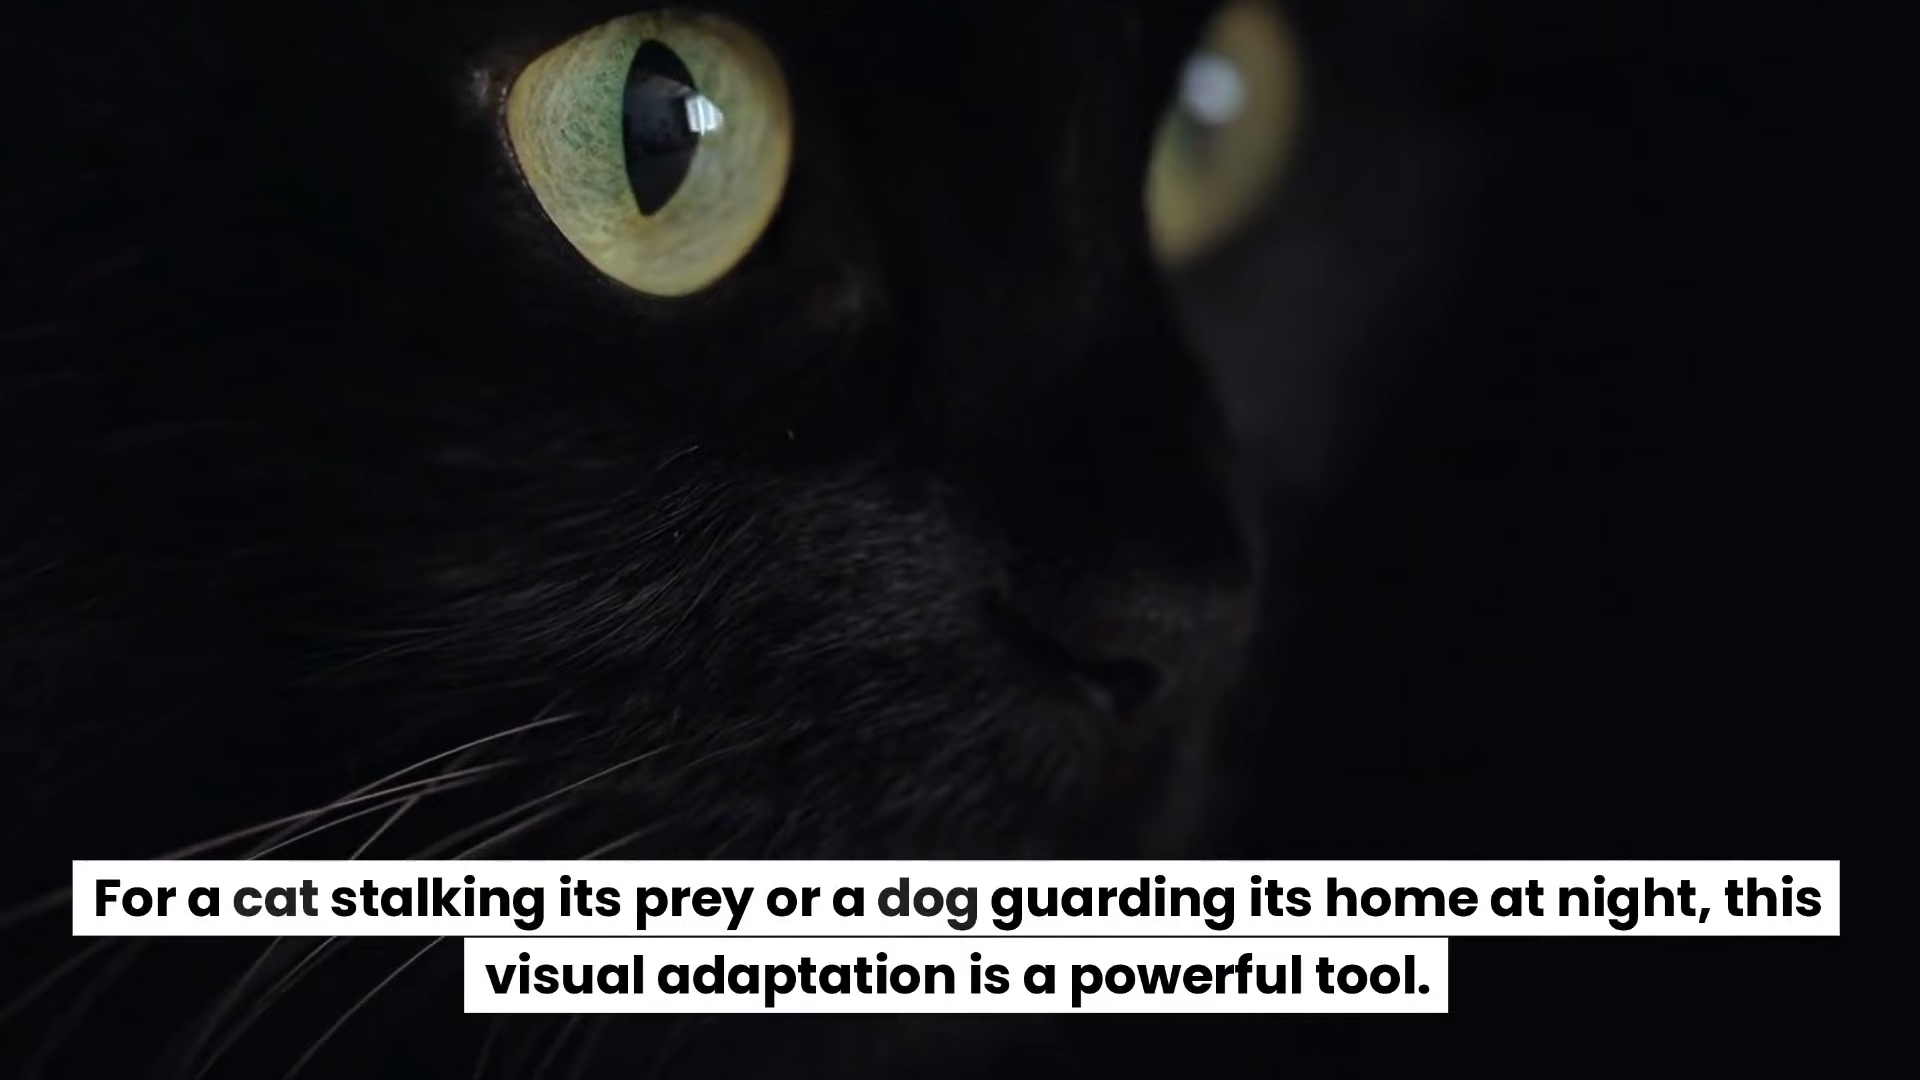 For a cat stalking its prey or a dog guarding its home at night, this
visual adaptation is a powerful tool.